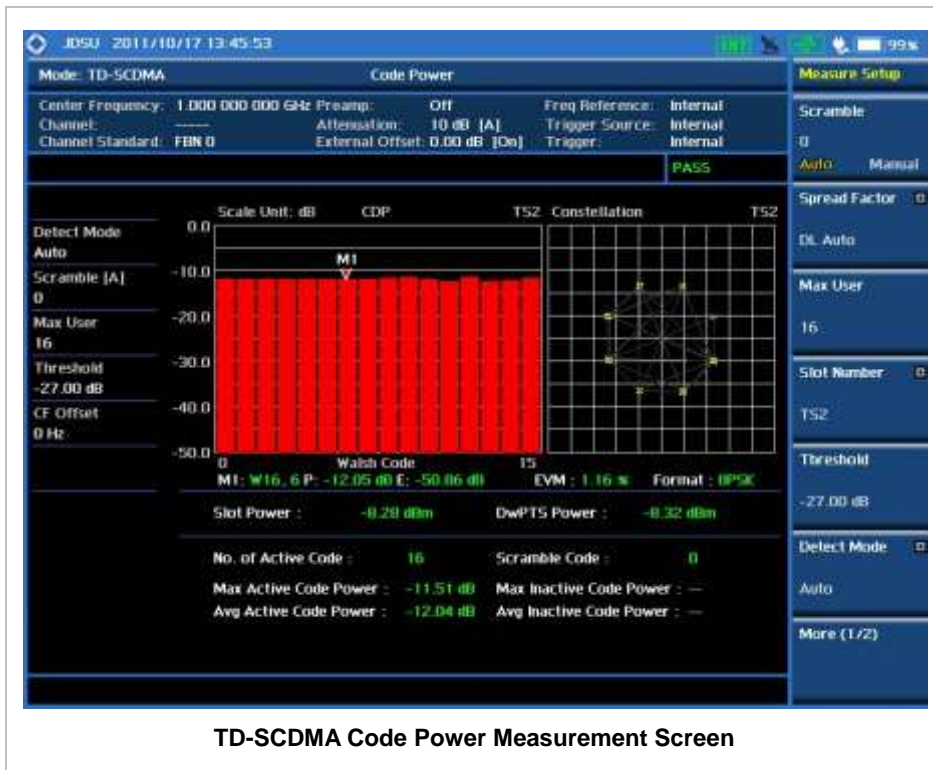 JDSU 2011/10/17 13:45:53
99%
Mode: TD-SCDMA Code Power
Measure Setup
Center Frequency: 1.000 000 000 GHz Preamp: Off Freq Reference: Internal
Channel: ----- Attenuation: 10 dB [A] Trigger Source: Internal
Channel Standard: FBN 0 External Offset: 0.00 dB [On] Trigger: Internal
PASS
Scramble
0
Auto Manual
Spread Factor
DL Auto
Max User
16
Slot Number
TS2
Threshold
-27.00 dB
Detect Mode
Auto
More (1/2)
Detect Mode
Auto
Scramble [A]
0
Max User
16
Threshold
-27.00 dB
CF Offset
0 Hz
Scale Unit: dB CDP TS2 Constellation TS2
0.0
-10.0
-20.0
-30.0
-40.0
-50.0
M1
0 Walsh Code 15
M1: W16, 6 P: -12.05 dB E: -50.06 dB EVM : 1.16 % Format :
Slot Power : -8.28 dBm DwPTS Power : -8.32 dBm
No. of Active Code : 16 Scramble Code : 0
Max Active Code Power : -11.51 dB Max Inactive Code Power : —
Avg Active Code Power : -12.04 dB Avg Inactive Code Power : —
TD-SCDMA Code Power Measurement Screen